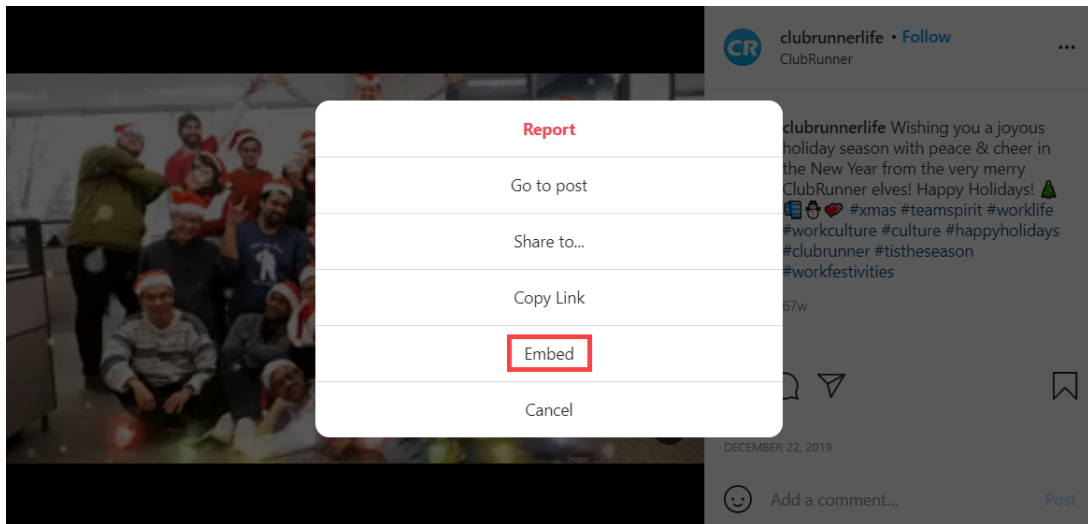 CR
clubrunnerlife • Follow
ClubRunner
...
Report
Go to post
Share to...
Copy Link
Embed
Cancel
clubrunnerlife Wishing you a joyous
holiday season with peace & cheer in
the New Year from the very merry
ClubRunner elves! Happy Holidays! 🎄
📘⛄💝 #xmas #teamspirit #worklife
#workculture #culture #happyholidays
#clubrunner #tistheseason
#workfestivities
67w
DECEMBER 22, 2019
Add a comment...
Post